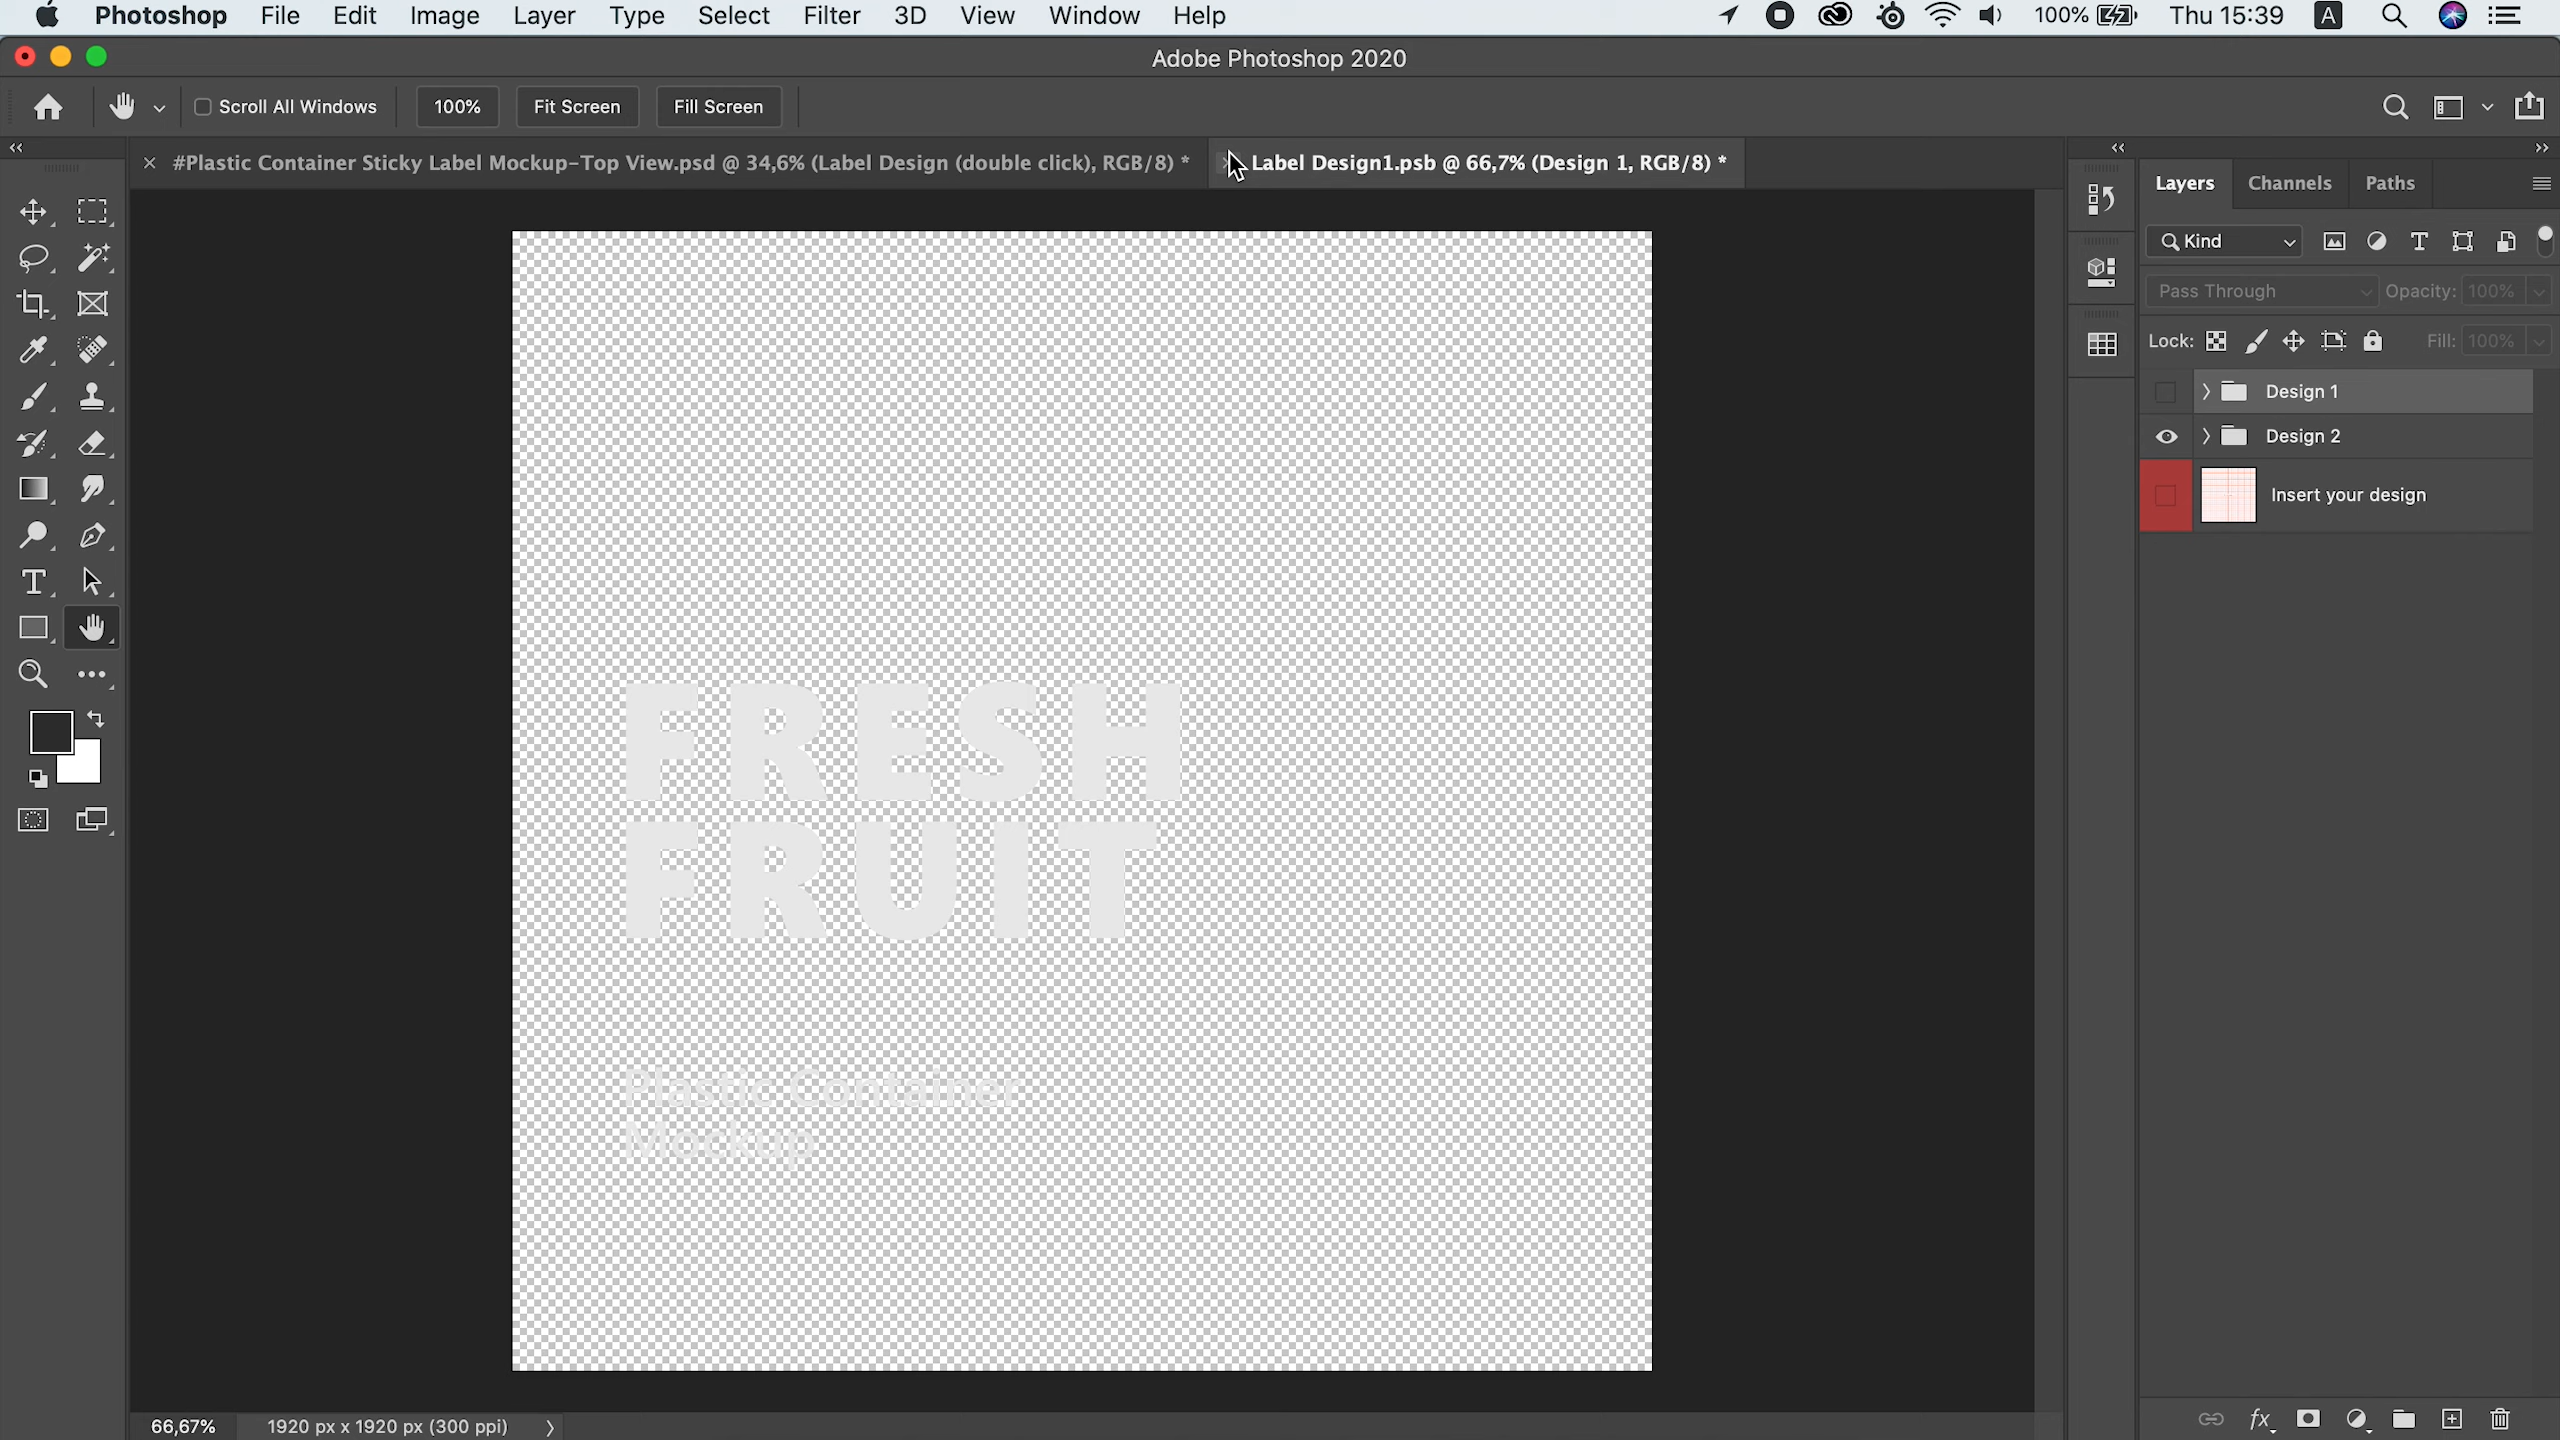 Photoshop File Edit Image Layer Type Select Filter 3D View Window Help 100% Thu 15:39 A
Adobe Photoshop 2020
Scroll All Windows 100% Fit Screen Fill Screen
#Plastic Container Sticky Label Mockup-Top View.psd @ 34,6% (Label Design (double click), RGB/8) *
Label Design1.psb @ 66,7% (Design 1, RGB/8) *
Layers Channels Paths
Kind
Pass Through Opacity: 100%
Lock: Fill: 100%
Design 1
Design 2
Insert your design
FRESH
FRUIT
Plastic Container
Mockup
66,67% 1920 px x 1920 px (300 ppi)
fx